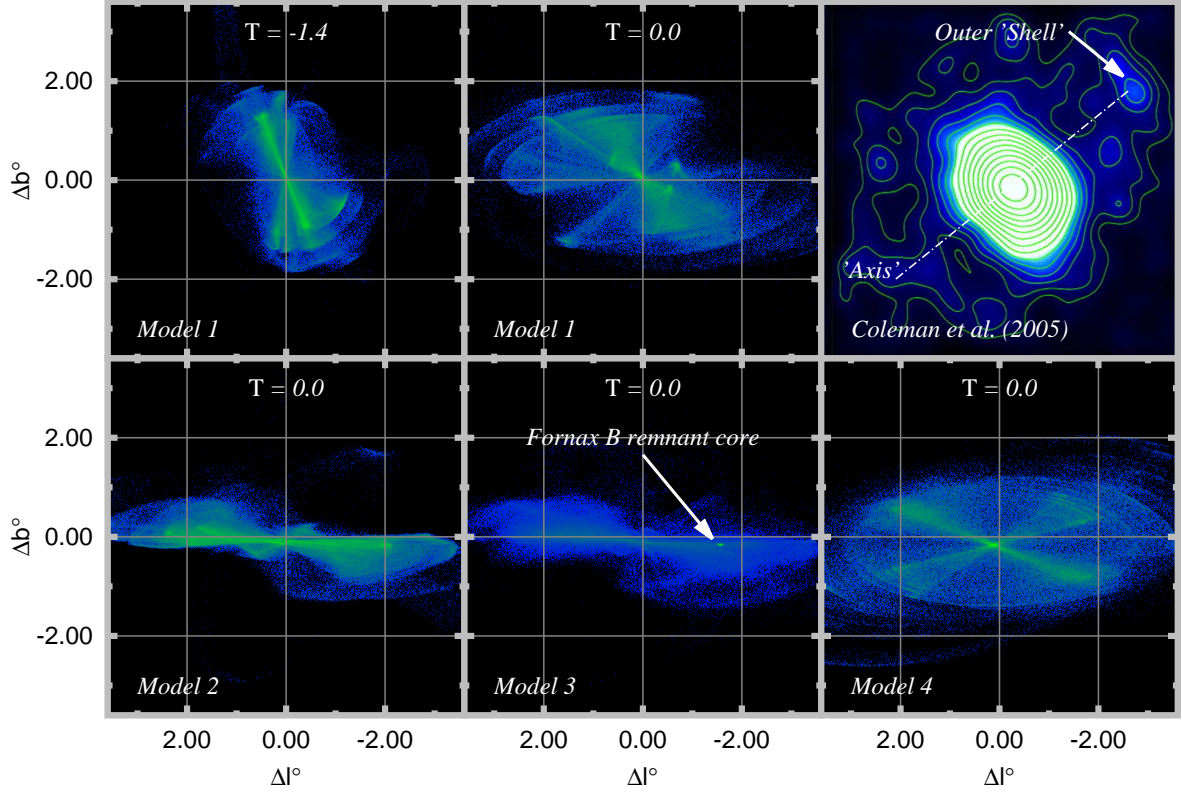 T = -1.4
T = 0.0
Outer ’Shell’
2.00
Δb°
0.00
’Axis’
-2.00
Model 1
Model 1
Coleman et al. (2005)
T = 0.0
T = 0.0
T = 0.0
2.00
Fornax B remnant core
Δb°
0.00
-2.00
Model 2
Model 3
Model 4
2.00 0.00 -2.00
2.00 0.00 -2.00
2.00 0.00 -2.00
Δl°
Δl°
Δl°